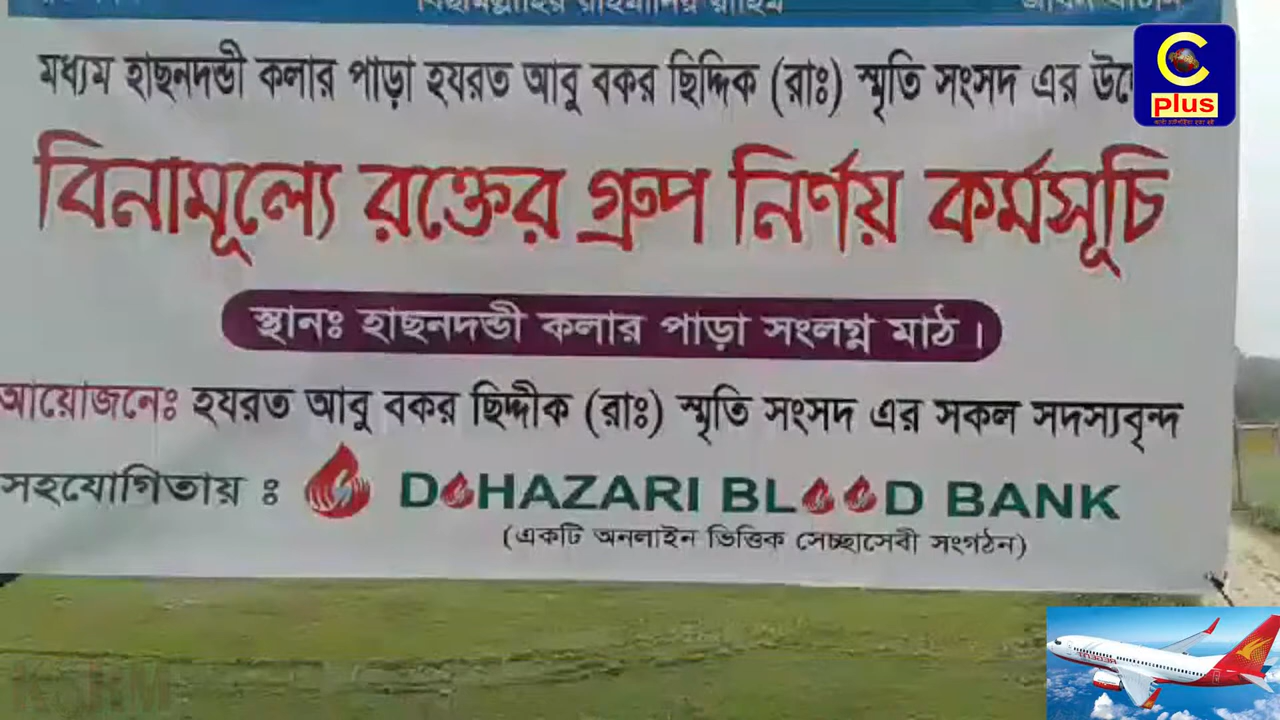 মধ্যম হাছনদন্ডী কলার পাড়া হযরত আবু বকর ছিদ্দিক (রাঃ) স্মৃতি সংসদ এর
বিনামূল্যে রক্তের গ্রুপ নির্ণয় কর্মসূচি
স্থানঃ হাছনদন্ডী কলার পাড়া সংলগ্ন মাঠ।
আয়োজনেঃ হযরত আবু বকর ছিদ্দীক (রাঃ) স্মৃতি সংসদ এর সকল সদস্যবৃন্দ
সহযোগিতায় ঃ DOHAZARI BLOOD BANK
(একটি অনলাইন ভিত্তিক সেচ্ছাসেবী সংগঠন)
C
plus
KSRM